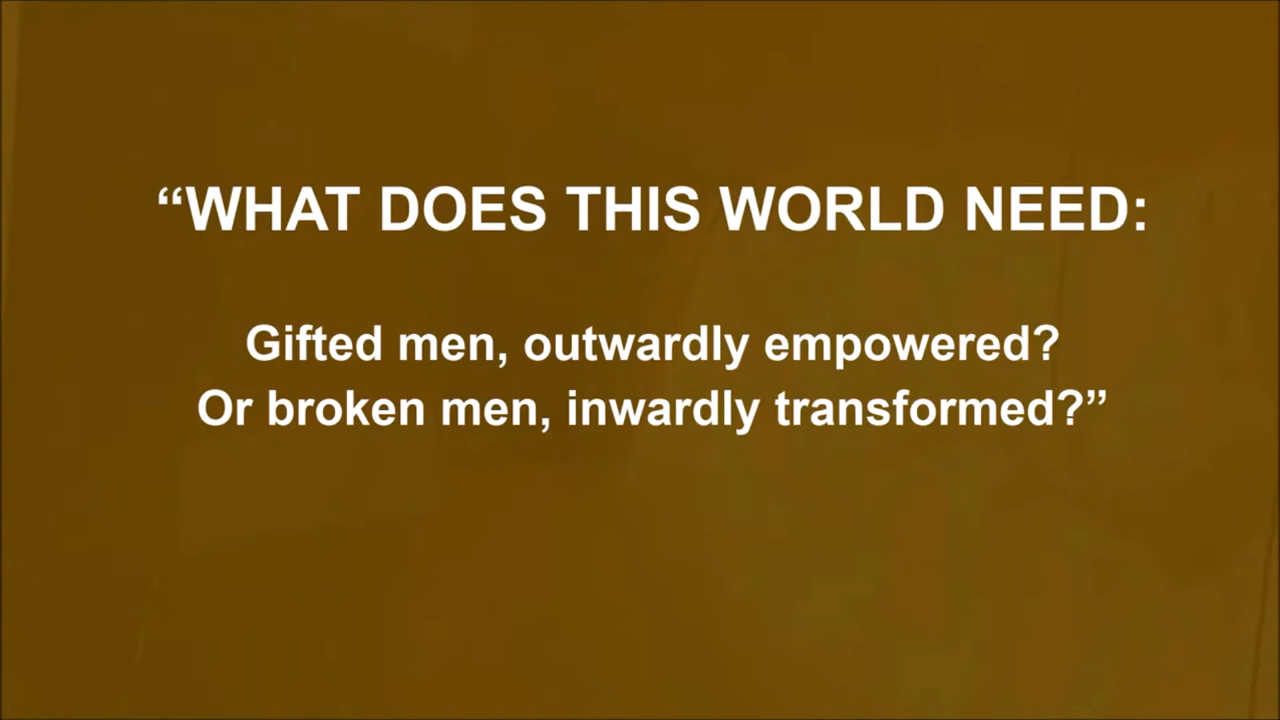 “WHAT DOES THIS WORLD NEED:
Gifted men, outwardly empowered?
Or broken men, inwardly transformed?”